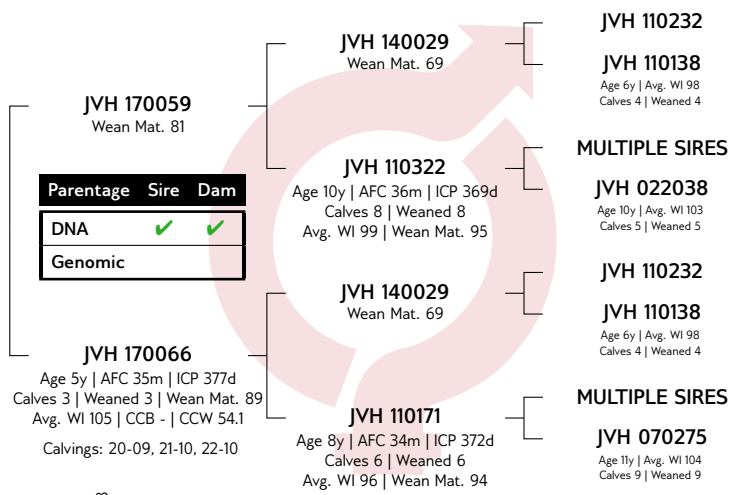 JVH 170059
Wean Mat. 81
JVH 140029
Wean Mat. 69
JVH 110232
JVH 110138
Age 6y | Avg. WI 98
Calves 4 | Weaned 4
JVH 110322
Age 10y | AFC 36m | ICP 369d
Calves 8 | Weaned 8
Avg. WI 99 | Wean Mat. 95
MULTIPLE SIRES
JVH 022038
Age 10y | Avg. WI 103
Calves 5 | Weaned 5
Parentage Sire Dam
DNA ✔ ✔
Genomic
JVH 170066
Age 5y | AFC 35m | ICP 377d
Calves 3 | Weaned 3 | Wean Mat. 89
Avg. WI 105 | CCB - | CCW 54.1
Calvings: 20-09, 21-10, 22-10
JVH 140029
Wean Mat. 69
JVH 110232
JVH 110138
Age 6y | Avg. WI 98
Calves 4 | Weaned 4
JVH 110171
Age 8y | AFC 34m | ICP 372d
Calves 6 | Weaned 6
Avg. WI 96 | Wean Mat. 94
MULTIPLE SIRES
JVH 070275
Age 11y | Avg. WI 104
Calves 9 | Weaned 9